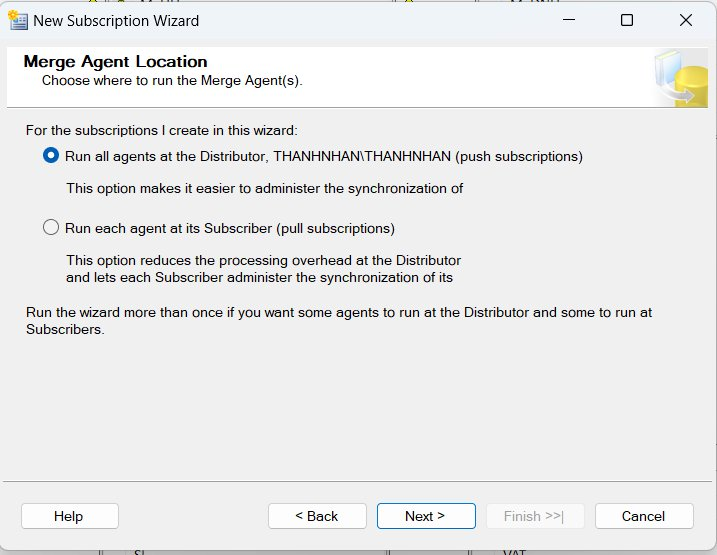 New Subscription Wizard
Merge Agent Location
Choose where to run the Merge Agent(s).
For the subscriptions I create in this wizard:
Run all agents at the Distributor, THANHNHAN\THANHNHAN (push subscriptions)
This option makes it easier to administer the synchronization of
Run each agent at its Subscriber (pull subscriptions)
This option reduces the processing overhead at the Distributor
and lets each Subscriber administer the synchronization of its
Run the wizard more than once if you want some agents to run at the Distributor and some to run at
Subscribers.
Help
< Back
Next >
Finish >>|
Cancel